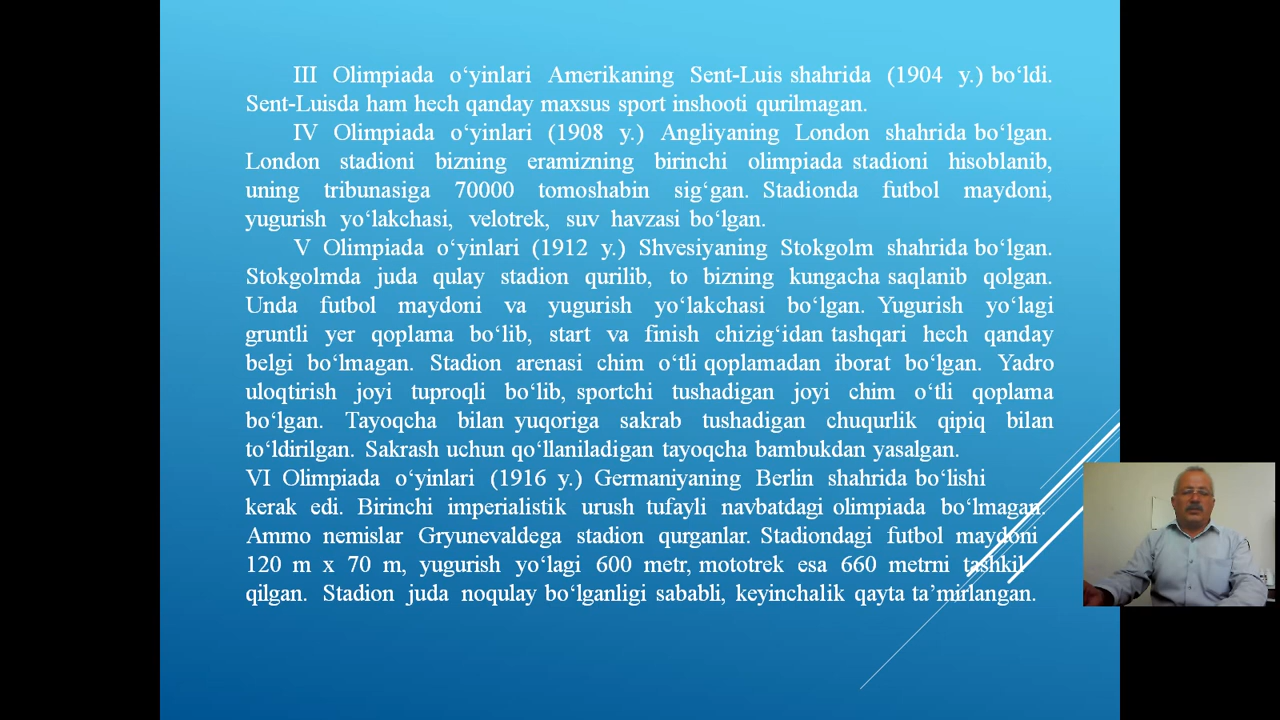 III Olimpiada o‘yinlari Amerikaning Sent-Luis shahrida (1904 y.) bo‘ldi.
Sent-Luisda ham hech qanday maxsus sport inshooti qurilmagan.
IV Olimpiada o‘yinlari (1908 y.) Angliyaning London shahrida bo‘lgan.
London stadioni bizning eramizning birinchi olimpiada stadioni hisoblanib,
uning tribunasiga 70000 tomoshabin sig‘gan. Stadionda futbol maydoni,
yugurish yo‘lakchasi, velotrek, suv havzasi bo‘lgan.
V Olimpiada o‘yinlari (1912 y.) Shvesiyaning Stokgolm shahrida bo‘lgan.
Stokgolmda juda qulay stadion qurilib, to bizning kungacha saqlanib qolgan.
Unda futbol maydoni va yugurish yo‘lakchasi bo‘lgan. Yugurish yo‘lagi
gruntli yer qoplama bo‘lib, start va finish chizig‘idan tashqari hech qanday
belgi bo‘lmagan. Stadion arenasi chim o‘tli qoplamadan iborat bo‘lgan. Yadro
uloqtirish joyi tuproqli bo‘lib, sportchi tushadigan joyi chim o‘tli qoplama
bo‘lgan. Tayoqcha bilan yuqoriga sakrab tushadigan chuqurlik qipiq bilan
to‘ldirilgan. Sakrash uchun qo‘llaniladigan tayoqcha bambukdan yasalgan.
VI Olimpiada o‘yinlari (1916 y.) Germaniyaning Berlin shahrida bo‘lishi
kerak edi. Birinchi imperialistik urush tufayli navbatdagi olimpiada bo‘lmagan.
Ammo nemislar Gryunevaldega stadion qurganlar. Stadiondagi futbol maydoni
120 m x 70 m, yugurish yo‘lagi 600 metr, mototrek esa 660 metrni tashkil
qilgan. Stadion juda noqulay bo‘lganligi sababli, keyinchalik qayta ta’mirlangan.